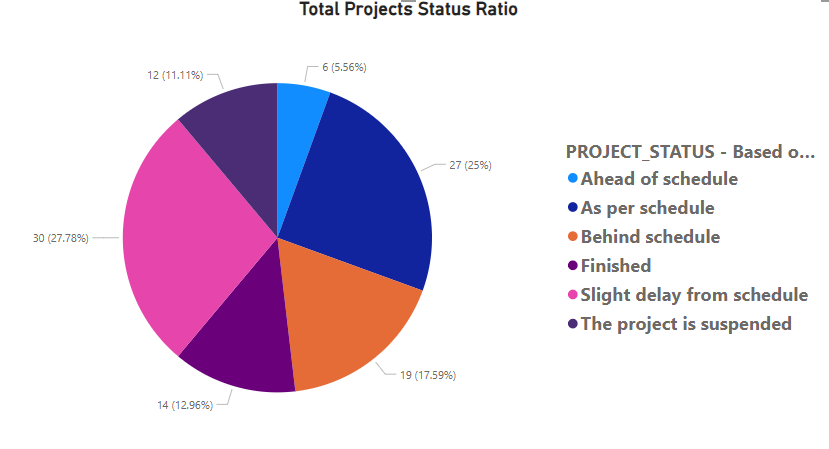 Total Projects Status Ratio
12 (11.11%)
6 (5.56%)
27 (25%)
30 (27.78%)
19 (17.59%)
14 (12.96%)
PROJECT_STATUS - Based o...
Ahead of schedule
As per schedule
Behind schedule
Finished
Slight delay from schedule
The project is suspended